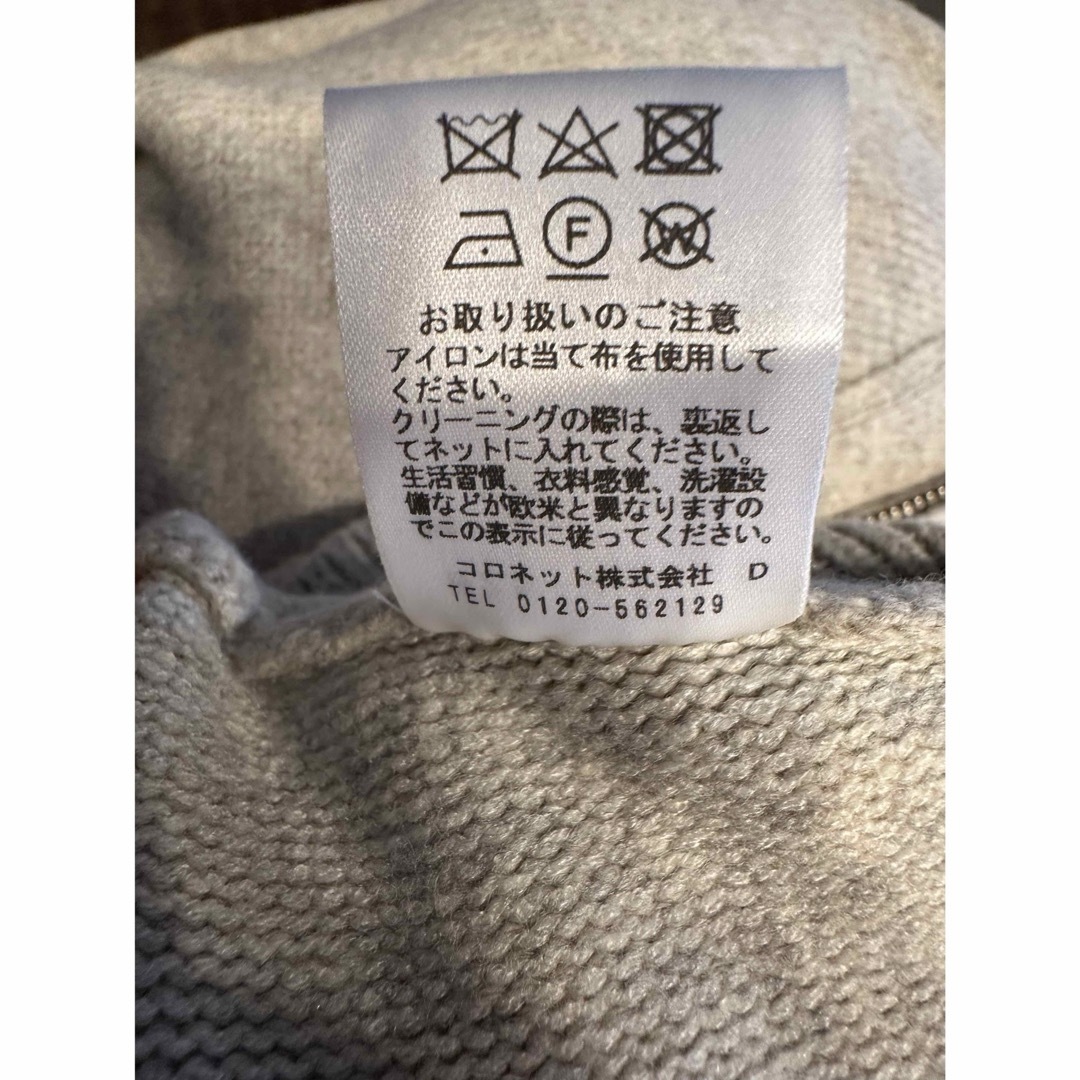 F W
お取り扱いのご注意
アイロンは当て布を使用して
ください。
クリーニングの際は、裏返し
てネットに入れてください。
生活習慣、衣料感覚、洗濯設
備などが欧米と異なりますの
でこの表示に従ってください。
コロネット株式会社 D
TEL 0120-562129